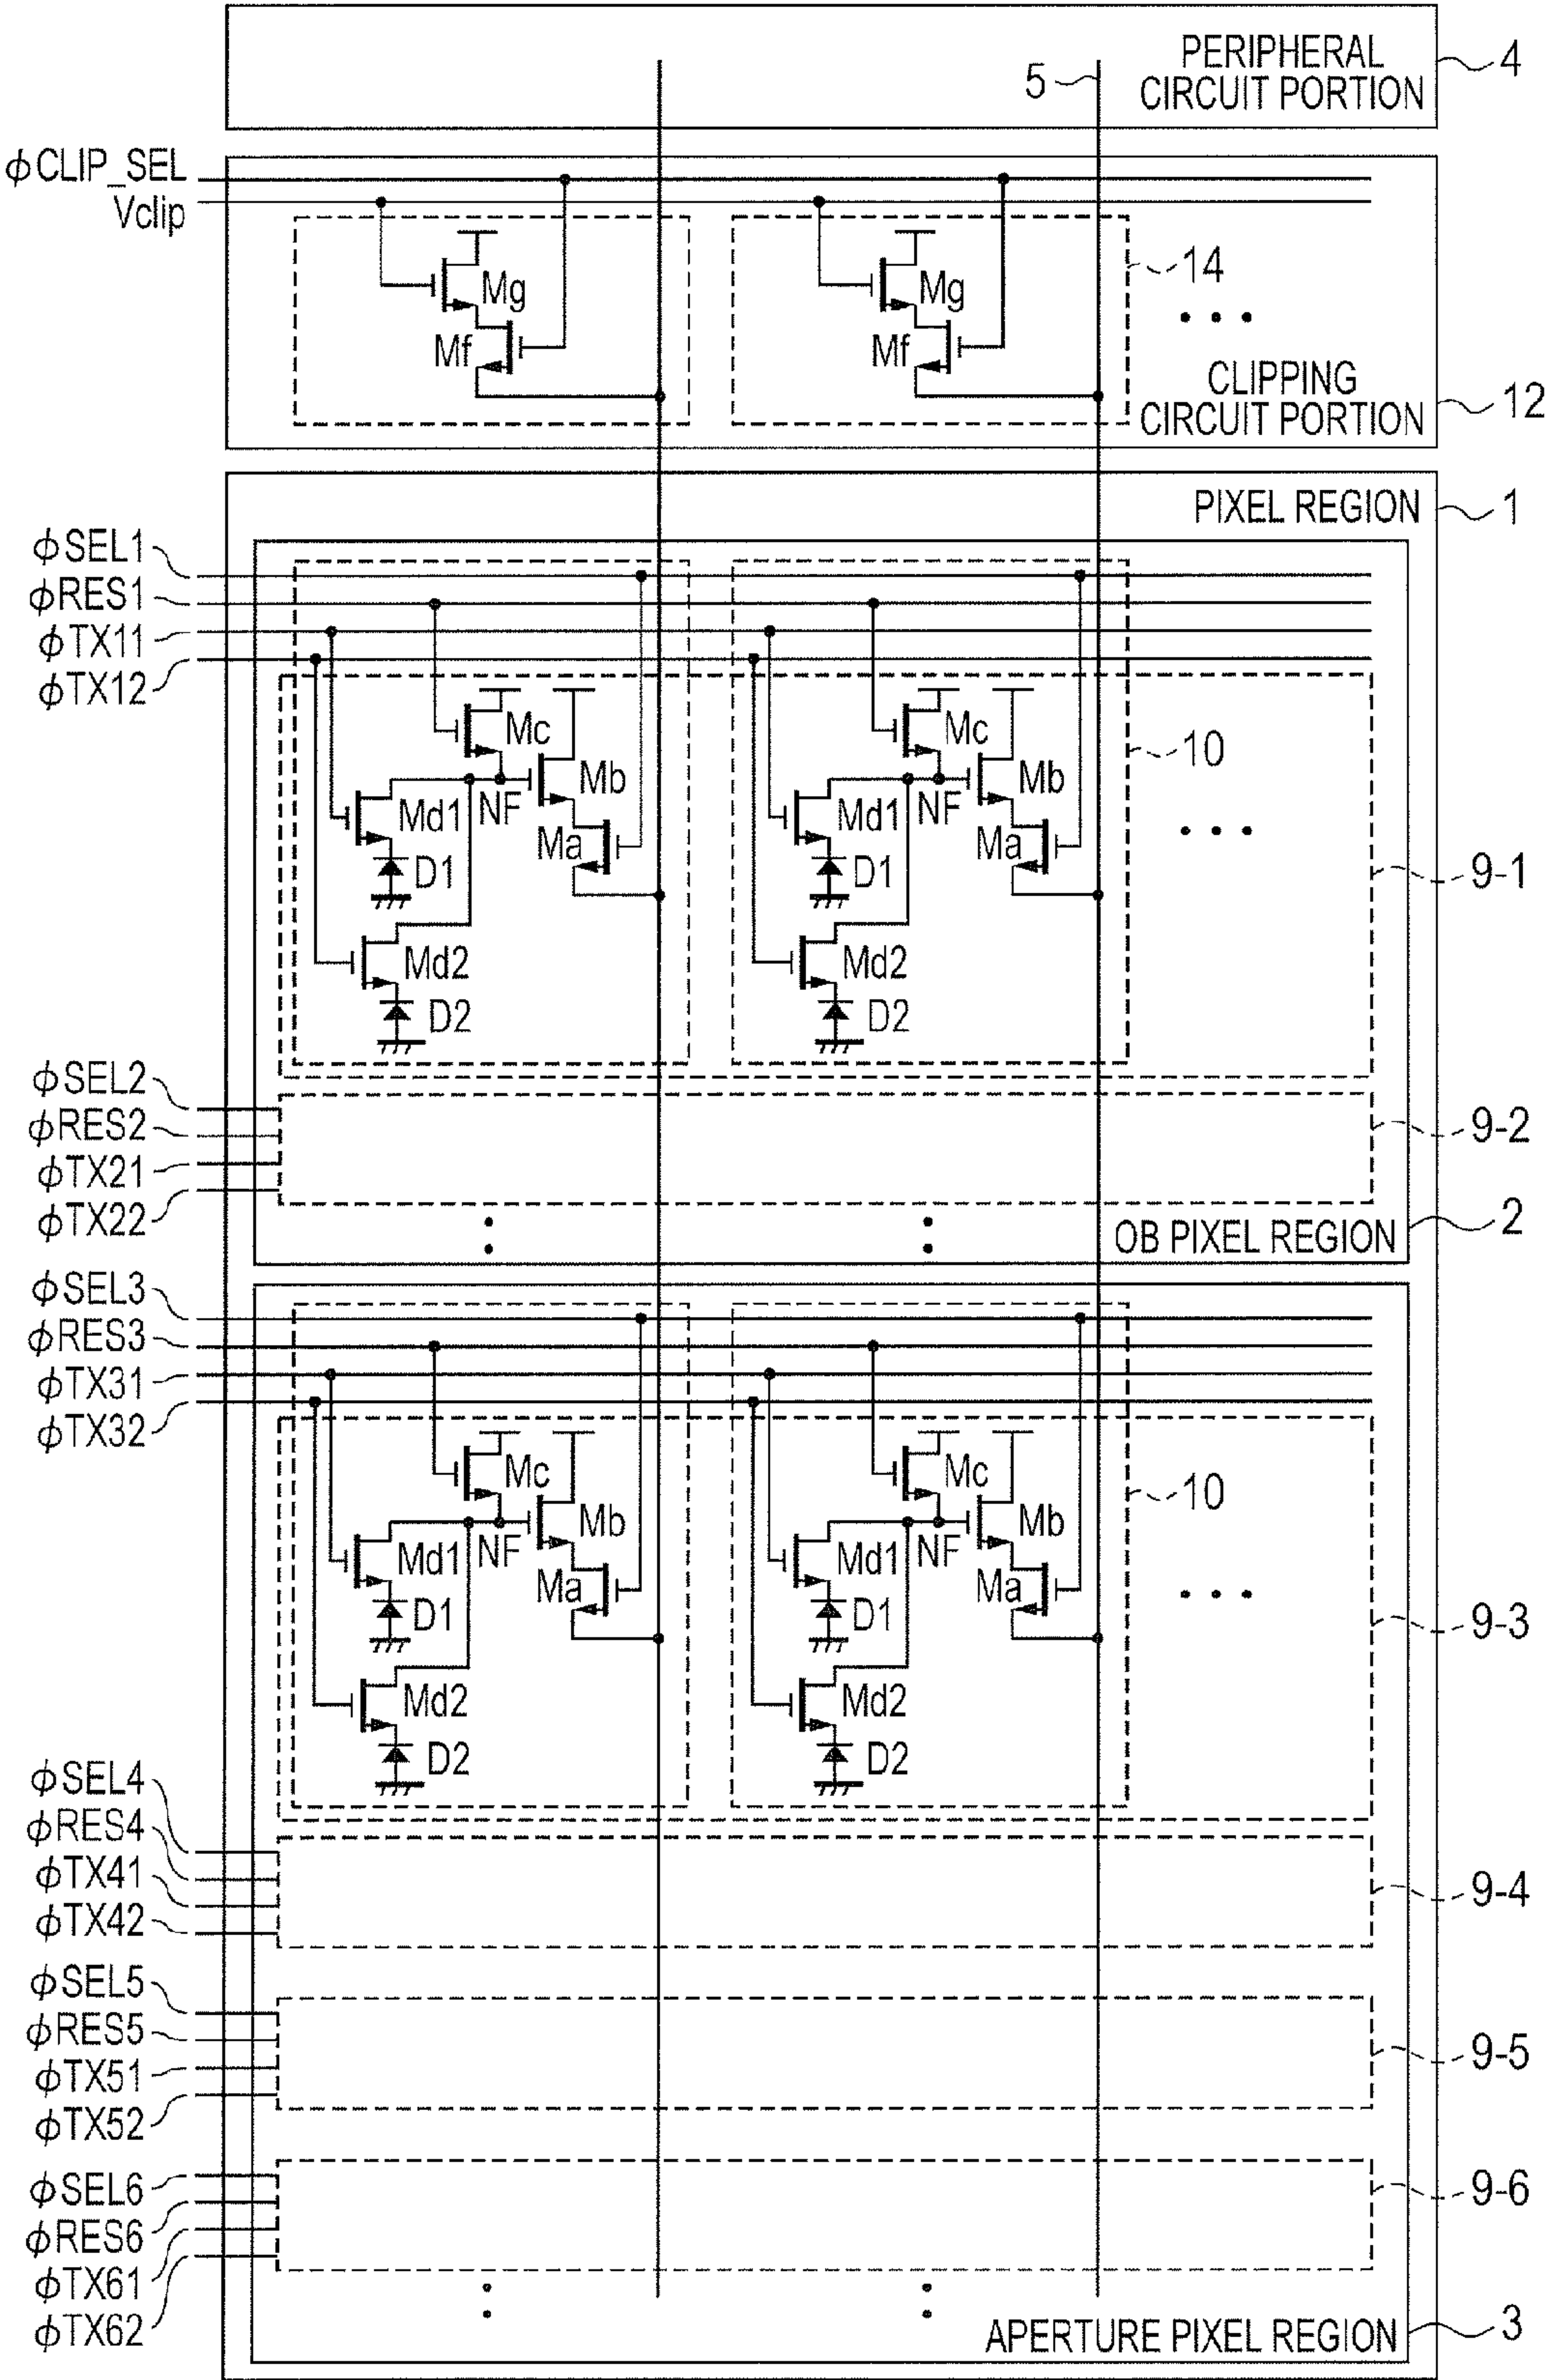 PERIPHERAL
CIRCUIT PORTION
4
5
ϕCLIP_SEL
Vclip
Mg
Mf
Mg
Mf
14
CLIPPING
CIRCUIT PORTION
12
PIXEL REGION
1
ϕSEL1
ϕRES1
ϕTX11
ϕTX12
Mc
Mb
Md1
NF
Ma
D1
Md2
D2
Mc
Mb
Md1
NF
Ma
D1
Md2
D2
10
9-1
ϕSEL2
ϕRES2
ϕTX21
ϕTX22
9-2
OB PIXEL REGION
2
ϕSEL3
ϕRES3
ϕTX31
ϕTX32
Mc
Mb
Md1
NF
Ma
D1
Md2
D2
Mc
Mb
Md1
NF
Ma
D1
Md2
D2
10
9-3
ϕSEL4
ϕRES4
ϕTX41
ϕTX42
9-4
ϕSEL5
ϕRES5
ϕTX51
ϕTX52
9-5
ϕSEL6
ϕRES6
ϕTX61
ϕTX62
9-6
APERTURE PIXEL REGION
3